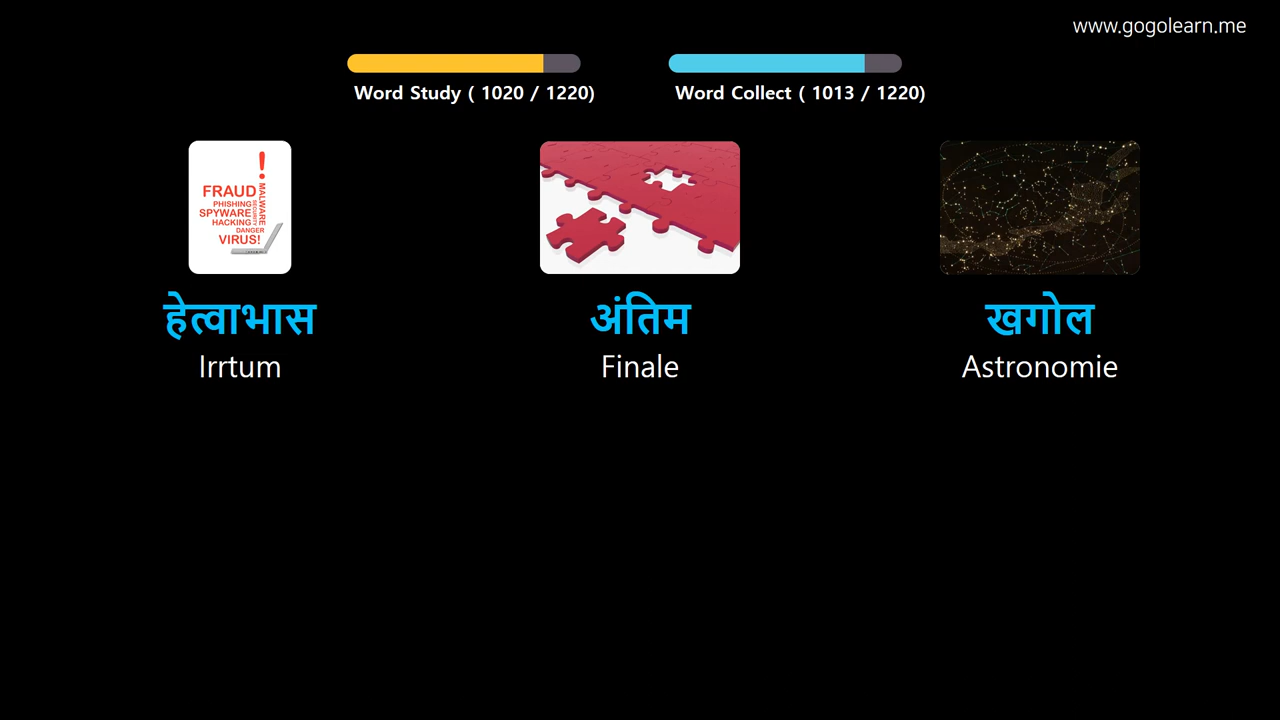 www.gogolearn.me
Word Study ( 1020 / 1220)
Word Collect ( 1013 / 1220)
!
FRAUD
MALWARE
PHISHING
SECURITY
SPYWARE
HACKING
DANGER
VIRUS!
हेत्वाभास
अंतिम
खगोल
Irrtum
Finale
Astronomie